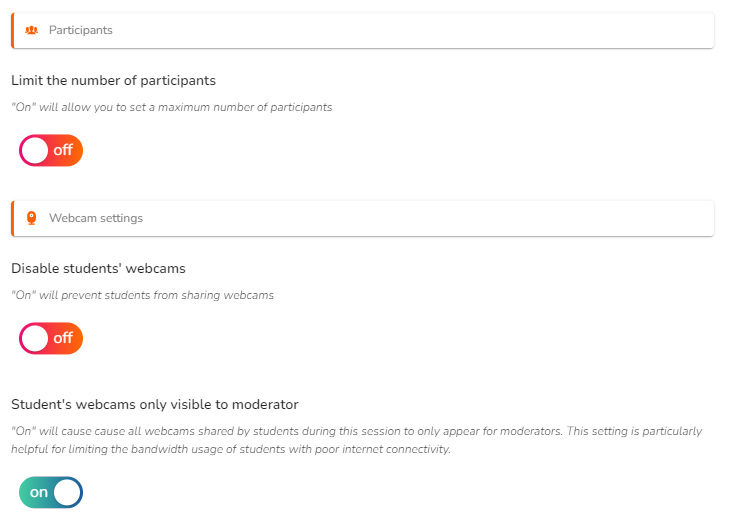 Participants
Limit the number of participants
"On" will allow you to set a maximum number of participants
off
Webcam settings
Disable students' webcams
"On" will prevent students from sharing webcams
off
Student's webcams only visible to moderator
"On" will cause cause all webcams shared by students during this session to only appear for moderators. This setting is particularly
helpful for limiting the bandwidth usage of students with poor internet connectivity.
on